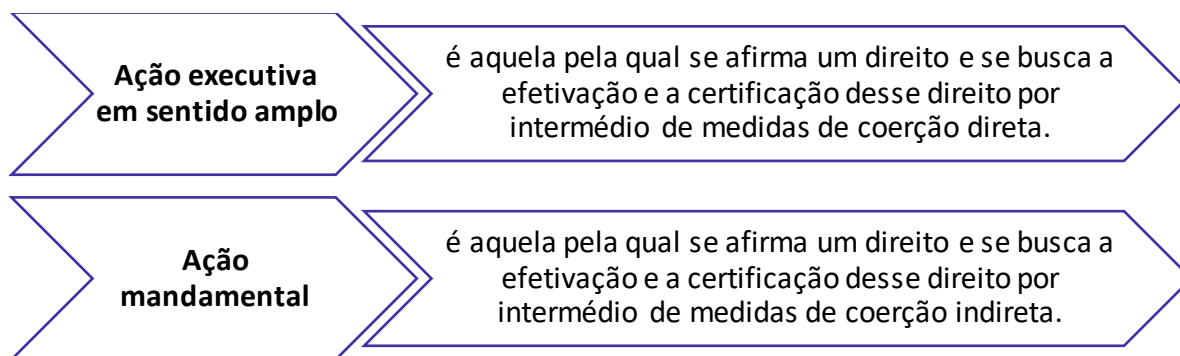 Ação executiva
em sentido amplo
é aquela pela qual se afirma um direito e se busca a
efetivação e a certificação desse direito por
intermédio de medidas de coerção direta.
Ação
mandamental
é aquela pela qual se afirma um direito e se busca a
efetivação e a certificação desse direito por
intermédio de medidas de coerção indireta.